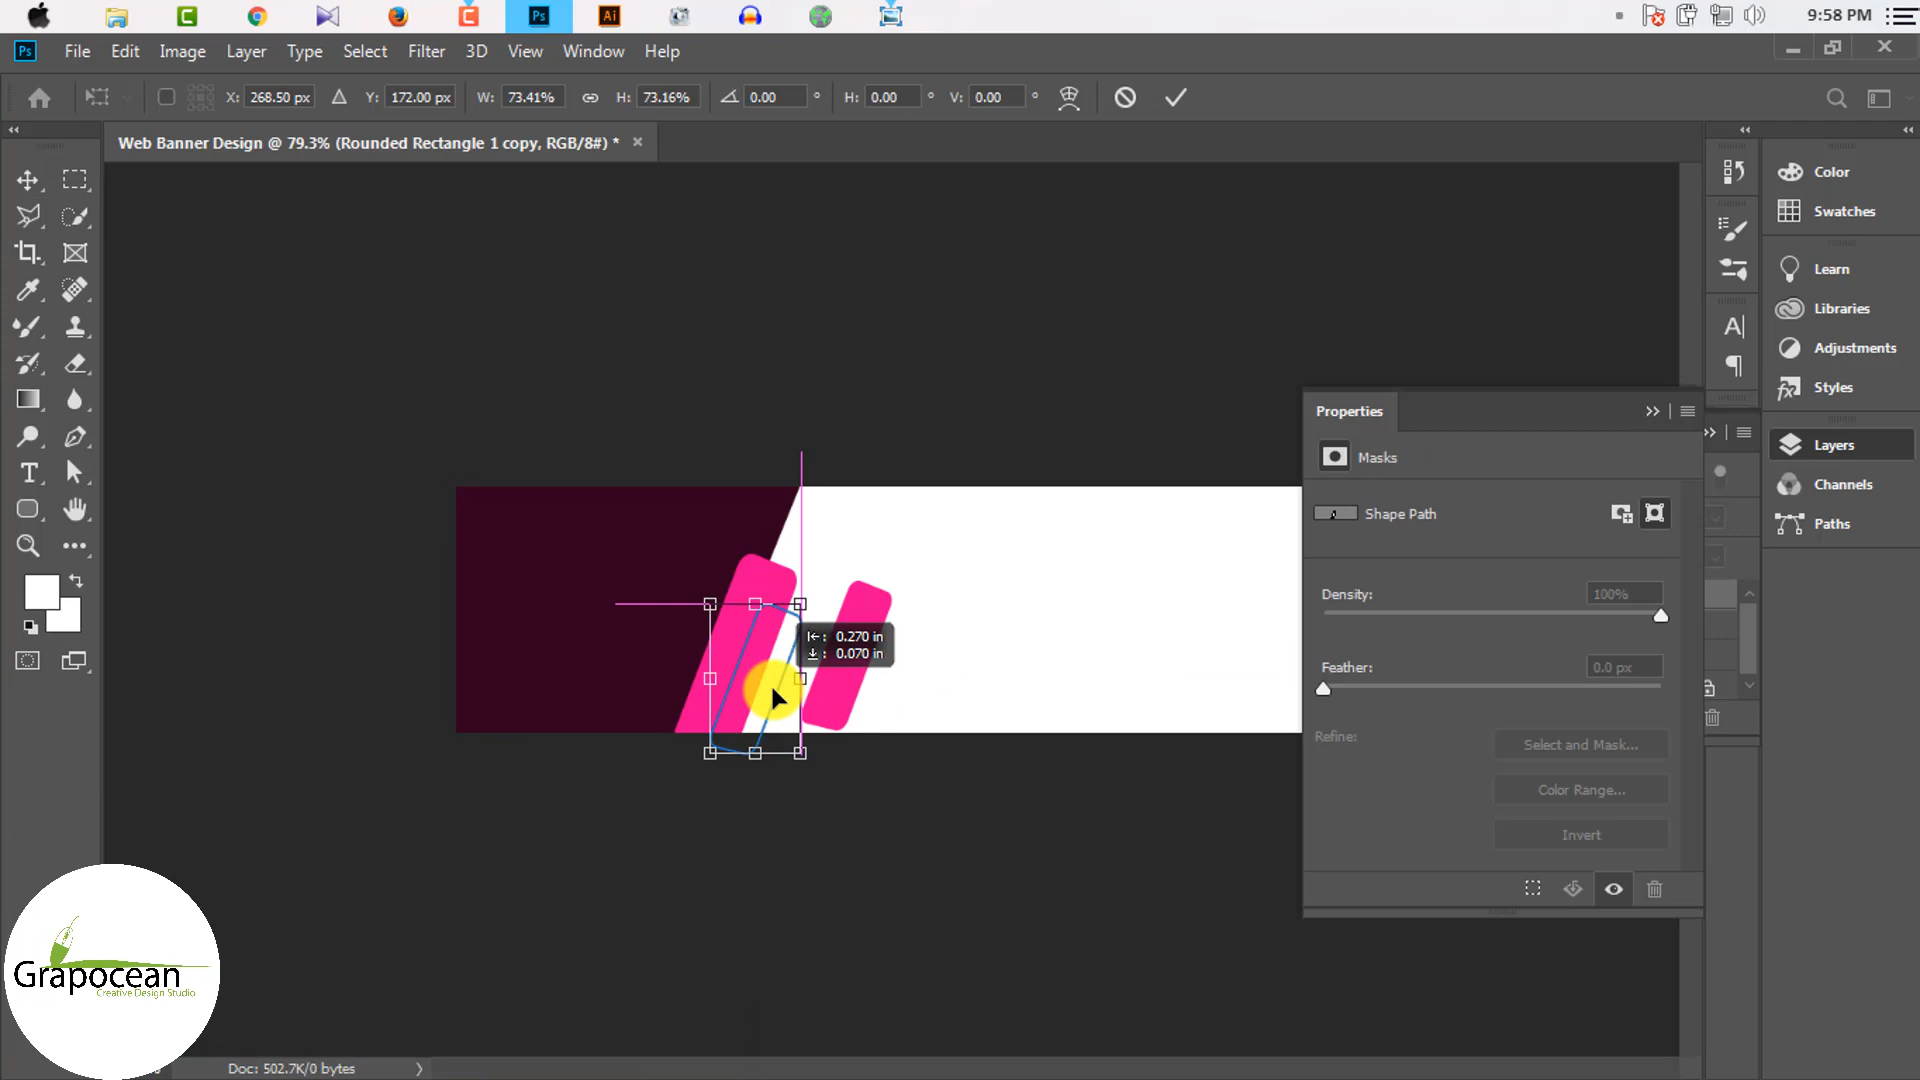 9:58 PM
Ps
File Edit Image Layer Type Select Filter 3D View Window Help
X: 268.50 px Y: 172.00 px W: 73.41% H: 73.16% 0.00 ° H: 0.00 ° V: 0.00 °
Web Banner Design @ 79.3% (Rounded Rectangle 1 copy, RGB/8#) * ×
Color
Swatches
Learn
Libraries
Adjustments
Styles
Layers
Channels
Paths
Properties
Masks
Shape Path
Density: 100%
Feather: 0.0 px
Refine:
Select and Mask...
Color Range...
Invert
0.270 in
0.070 in
Grapocean
Creative Design Studio
Doc: 502.7K/0 bytes